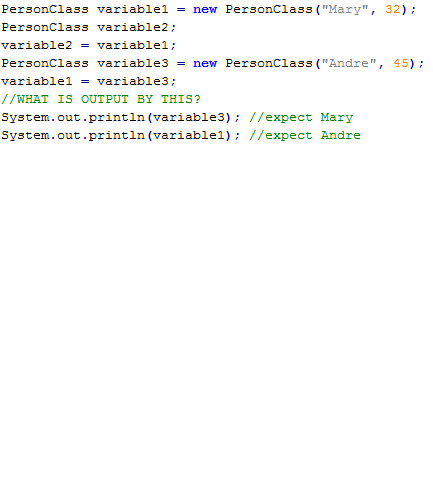 PersonClass variable1 = new PersonClass("Mary", 32);
PersonClass variable2;
variable2 = variable1;
PersonClass variable3 = new PersonClass("Andre", 45);
variable1 = variable3;
//WHAT IS OUTPUT BY THIS?
System.out.println(variable3); //expect Mary
System.out.println(variable1); //expect Andre